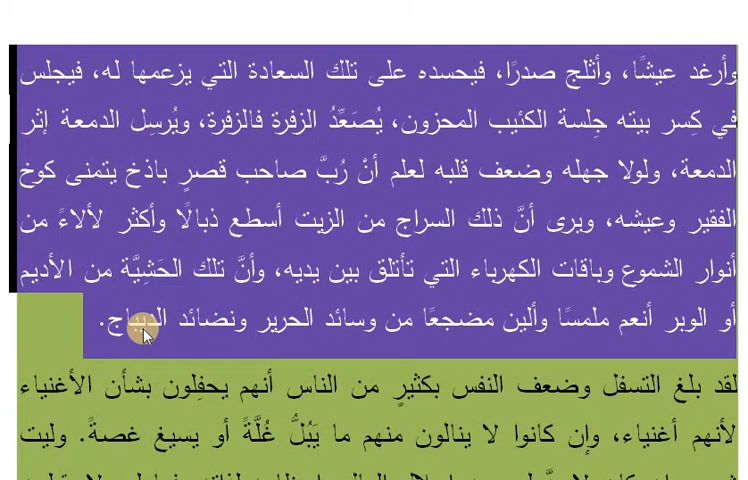 وأرغد عيشًا، وأثلج صدرًا، فيحسده على تلك السعادة التي يزعمها له، فيجلس
في كِسر بيته جِلسة الكئيب المحزون، يُصَعِّدُ الزفرة فالزفرة، ويُرسِل الدمعة إثر
الدمعة، ولولا جهله وضعف قلبه لعلم أنْ رُبَّ صاحب قصرٍ باذخ يتمنى كوخ
الفقير وعيشه، ويرى أنَّ ذلك السراج من الزيت أسطع ذبالًا وأكثر لألاءً من
أنوار الشموع وباقات الكهرباء التي تأتلق بين يديه، وأنَّ تلك الحَشِيَّة من الأديم
أو الوبر أنعم ملمسًا وألين مضجعًا من وسائد الحرير ونضائد الديباج.
لقد بلغ التسفل وضعف النفس بكثيرٍ من الناس أنهم يحفِلون بشأن الأغنياء
لأنهم أغنياء، وإن كانوا لا ينالون منهم ما يَبُلُّ غُلَّةً أو يسيغ غصةً. وليت